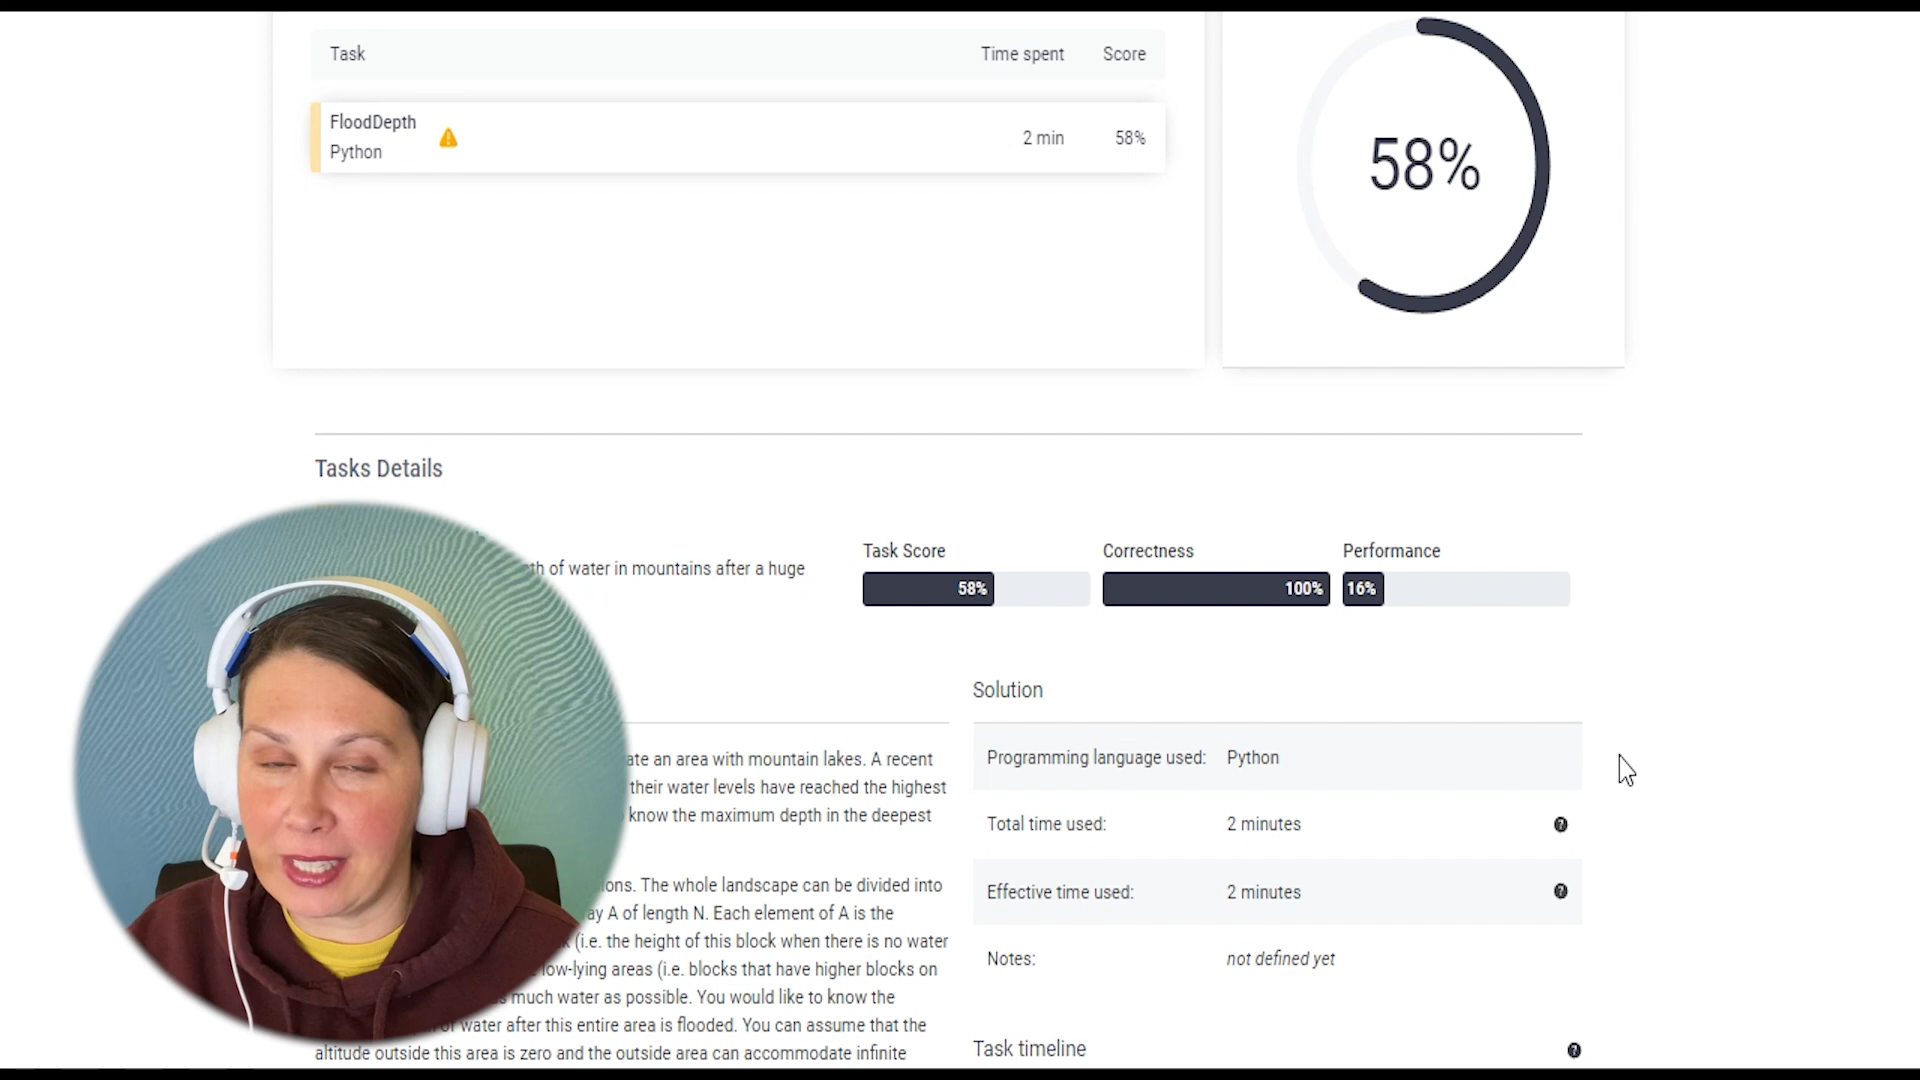 Task Time spent Score
FloodDepth
Python
2 min 58%
58%
Tasks Details
of water in mountains after a huge
Task Score Correctness Performance
58% 100% 16%
Solution
an area with mountain lakes. A recent
their water levels have reached the highest
know the maximum depth in the deepest
The whole landscape can be divided into
A of length N. Each element of A is the
(i.e. the height of this block when there is no water
low-lying areas (i.e. blocks that have higher blocks on
much water as possible. You would like to know the
water after this entire area is flooded. You can assume that the
altitude outside this area is zero and the outside area can accommodate infinite
Programming language used: Python
Total time used: 2 minutes
Effective time used: 2 minutes
Notes: not defined yet
Task timeline